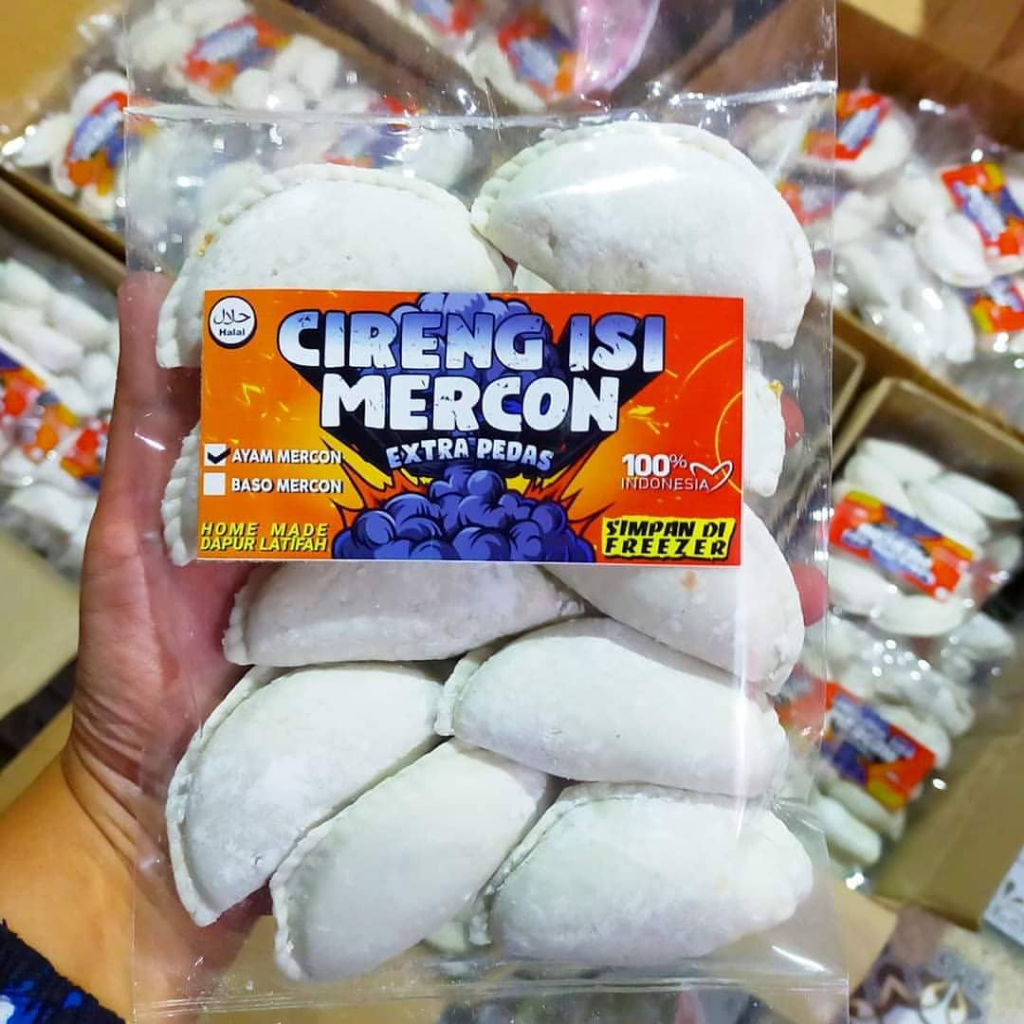 حلال
Halal
CIRENG ISI
MERCON
EXTRA PEDAS
AYAM MERCON
BASO MERCON
100%
INDONESIA
HOME MADE
DAPUR LATIFAH
SIMPAN DI
FREEZER